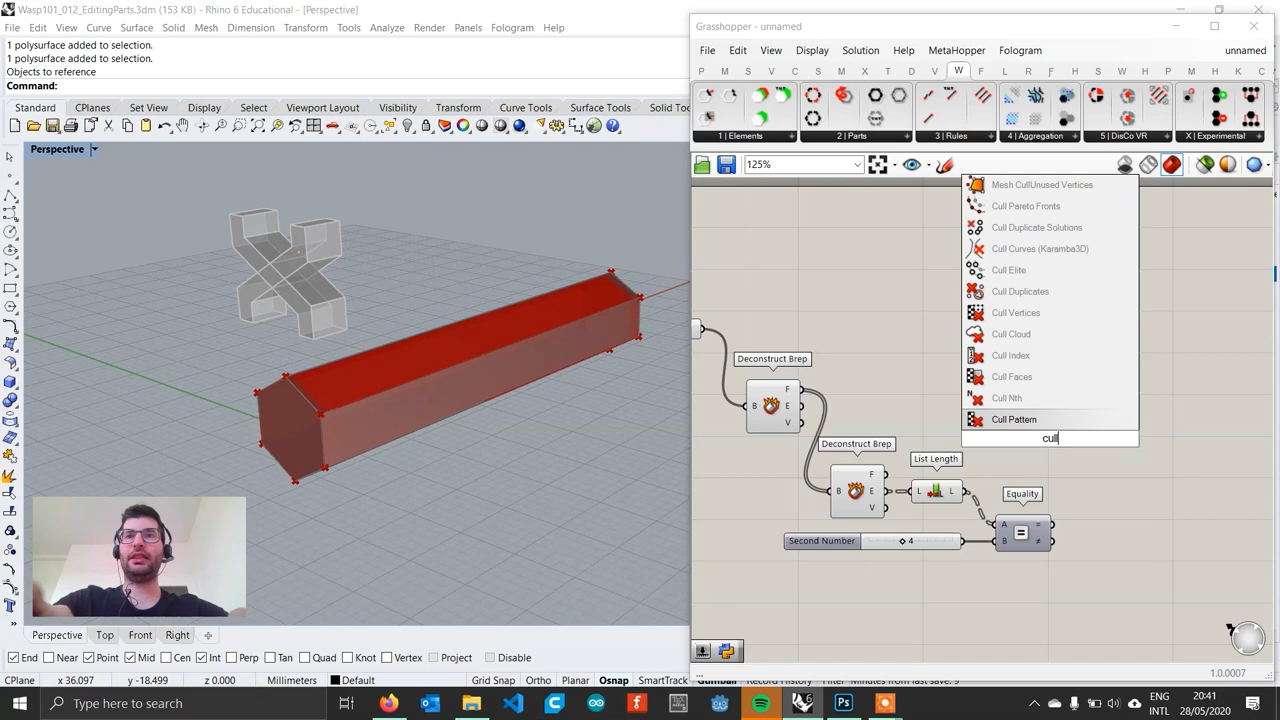 Wasp101_012_EditingParts.3dm (153 KB) - Rhino 6 Educational - [Perspective]
File Edit View Curve Surface Solid Mesh Dimension Transform Tools Analyze Render Panels Fologram Help
1 polysurface added to selection.
1 polysurface added to selection.
Objects to reference
Command:
Standard CPlanes Set View Display Select Viewport Layout Visibility Transform Curve Tools Surface Tools Solid To
Perspective
End Near Point Mid Cen Int Perp Tan Quad Knot Vertex Project Disable
Perspective Top Front Right
CPlane x 36.097 y -18.499 z 0.000 Millimeters Default Grid Snap Ortho Planar Osnap SmartTrack Gumball Record History Filter Minutes from last save: 9
Grasshopper - unnamed
File Edit View Display Solution Help MetaHopper Fologram unnamed
P M S V C S M X D V W F L R F H S W H P M H K C
1 | Elements 2 | Parts 3 | Rules 4 | Aggregation 5 | DisCo VR X | Experimental
125%
Mesh CullUnused Vertices
Cull Pareto Fronts
Cull Duplicate Solutions
Cull Curves (Karamba3D)
Cull Elite
Cull Duplicates
Cull Vertices
Cull Cloud
Cull Index
Cull Faces
Cull Nth
Cull Pattern
cull
Deconstruct Brep
B F E V
Deconstruct Brep
B F E V
List Length
L L
Equality
A B = ≠
Second Number 4
...
1.0.0007
Type here to search
ENG
INTL
20:41
28/05/2020